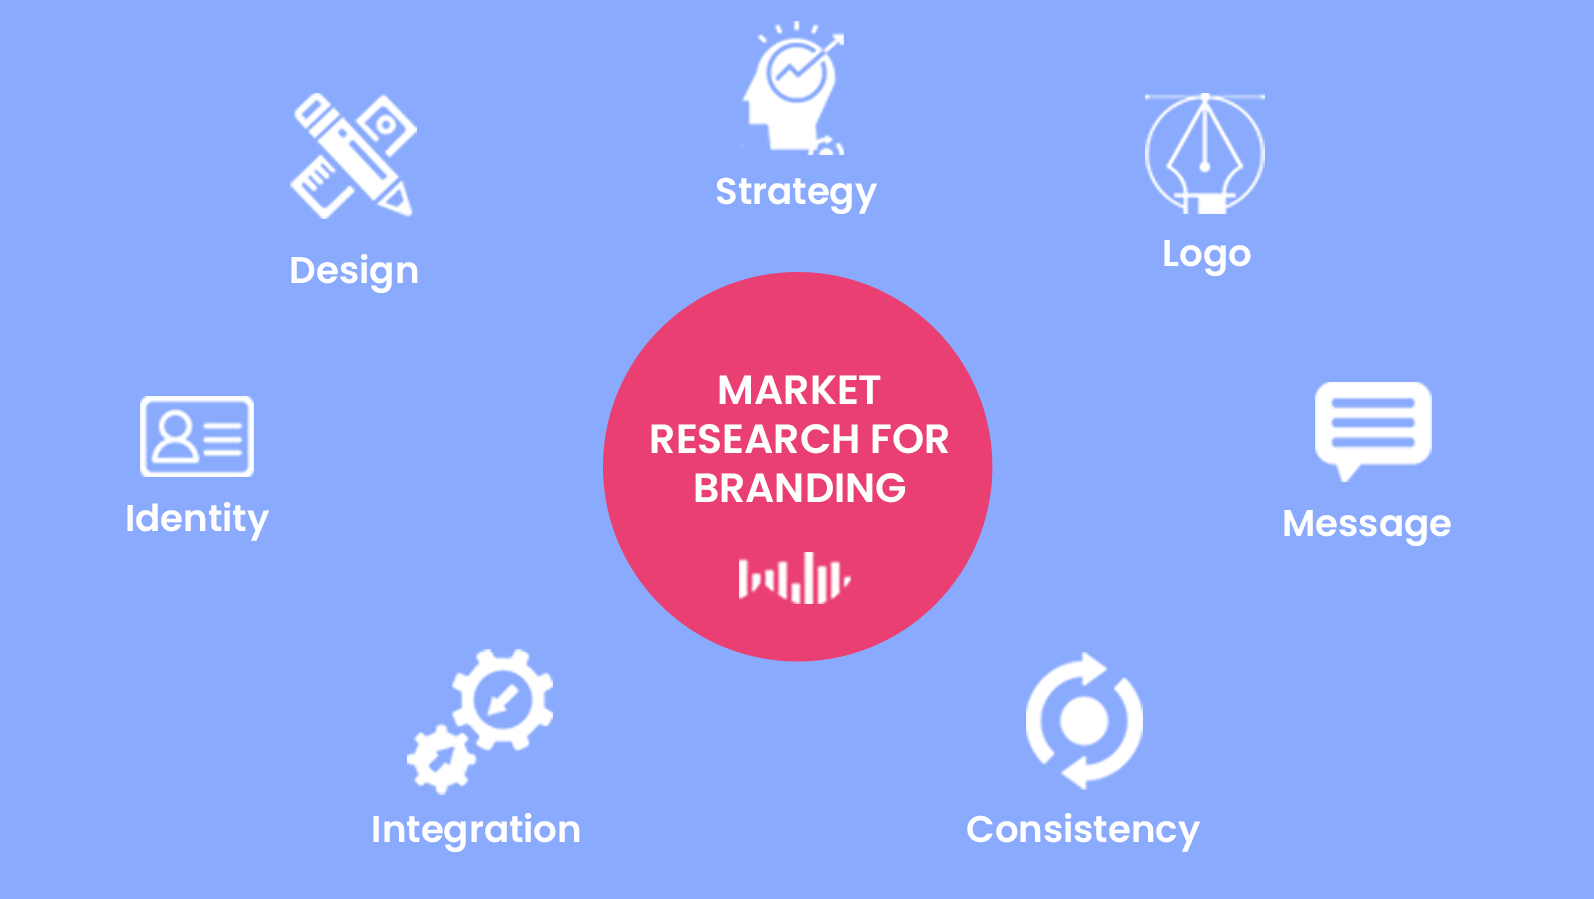 Strategy
Design
Logo
MARKET
RESEARCH FOR
BRANDING
Identity
Message
Integration
Consistency